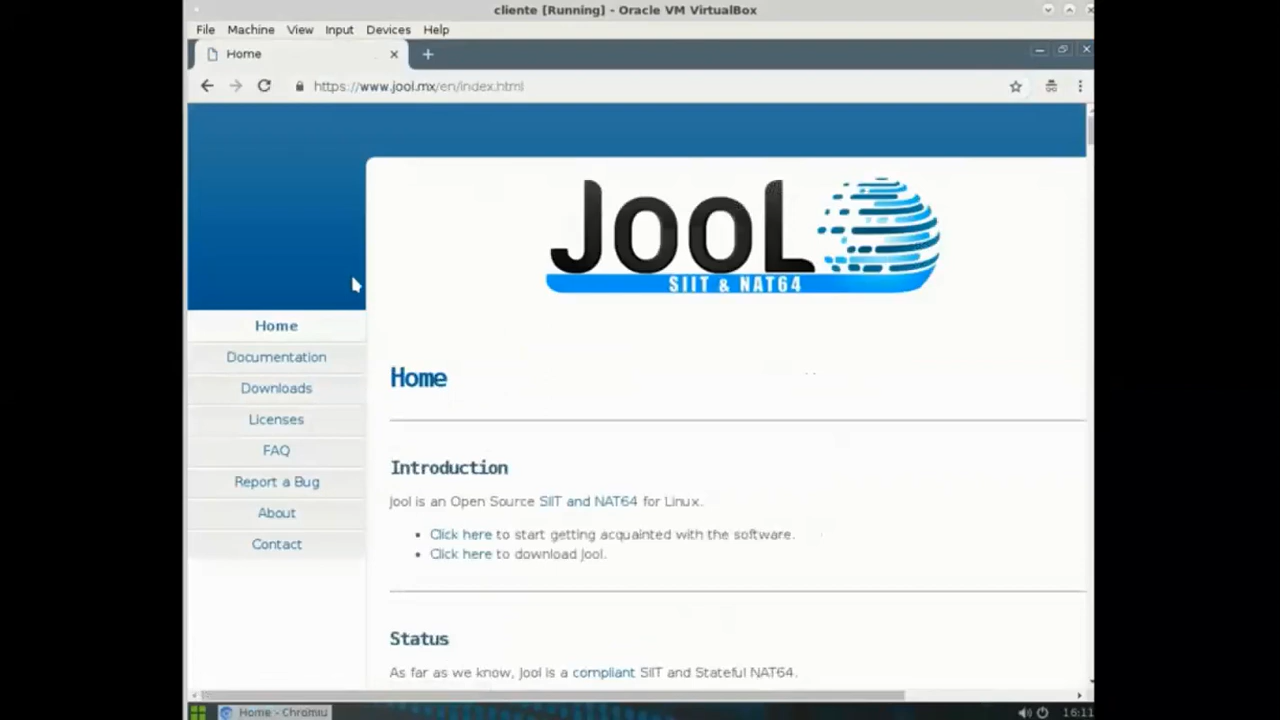 cliente [Running] - Oracle VM VirtualBox
File Machine View Input Devices Help
Home
https://www.jool.mx/en/index.html
JOOL
SIIT & NAT64
Home
Documentation
Downloads
Licenses
FAQ
Report a Bug
About
Contact
Home
Introduction
Jool is an Open Source SIIT and NAT64 for Linux.
• Click here to start getting acquainted with the software.
• Click here to download Jool.
Status
As far as we know, Jool is a compliant SIIT and Stateful NAT64.
Home - Chromiu
16:11